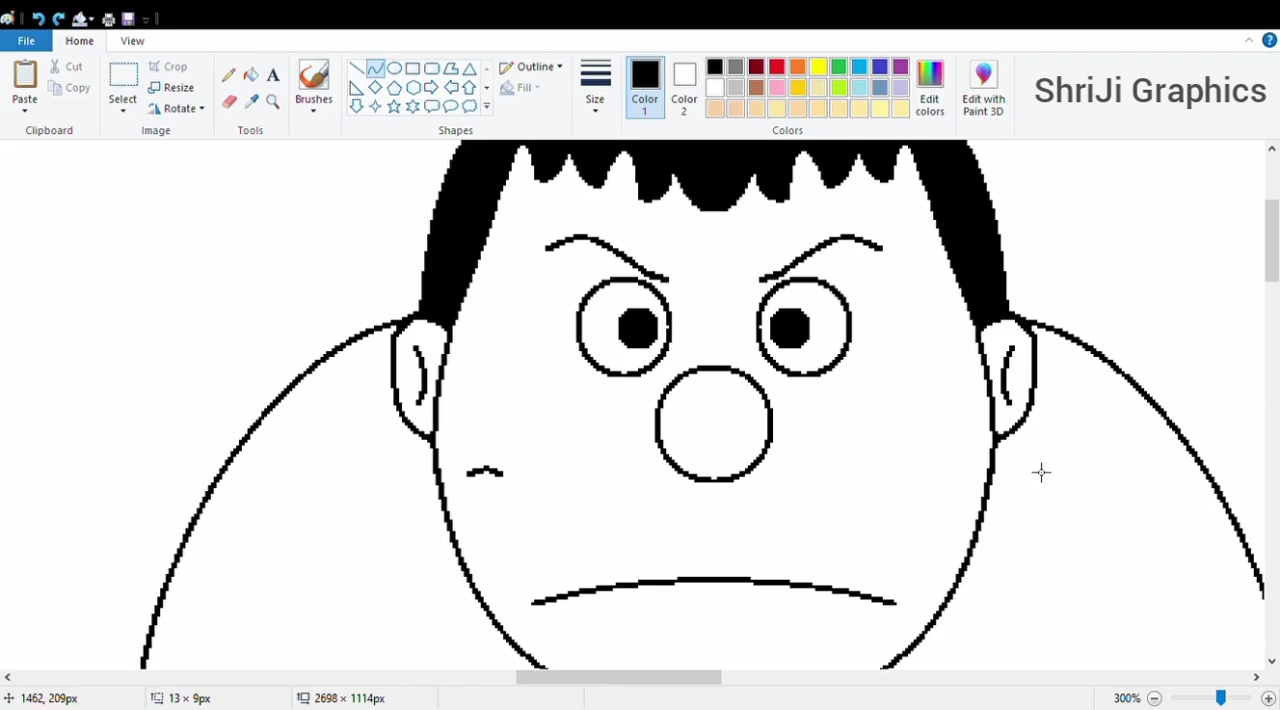 File Home View
Cut Crop Outline
Copy Resize Fill
Paste Select Rotate Brushes Size Color 1 Color 2 Edit colors Edit with Paint 3D ShriJi Graphics
Clipboard Image Tools Shapes Colors
1462, 209px 13 × 9px 2698 × 1114px 300%